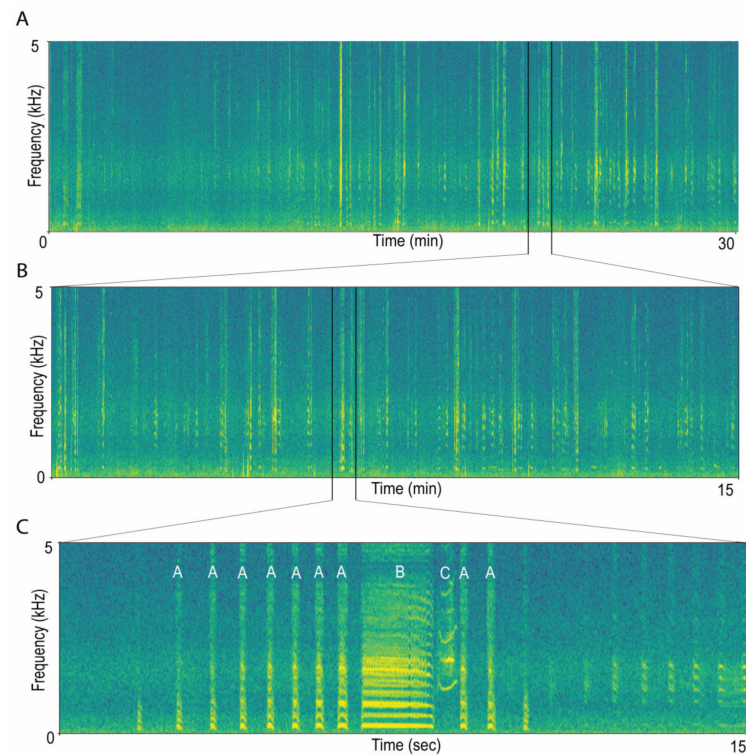 A
5
Frequency (kHz)
0
Time (min)
30
B
5
Frequency (kHz)
0
Time (min)
15
C
5
A A A A A A A B C A A
Frequency (kHz)
0
Time (sec)
15